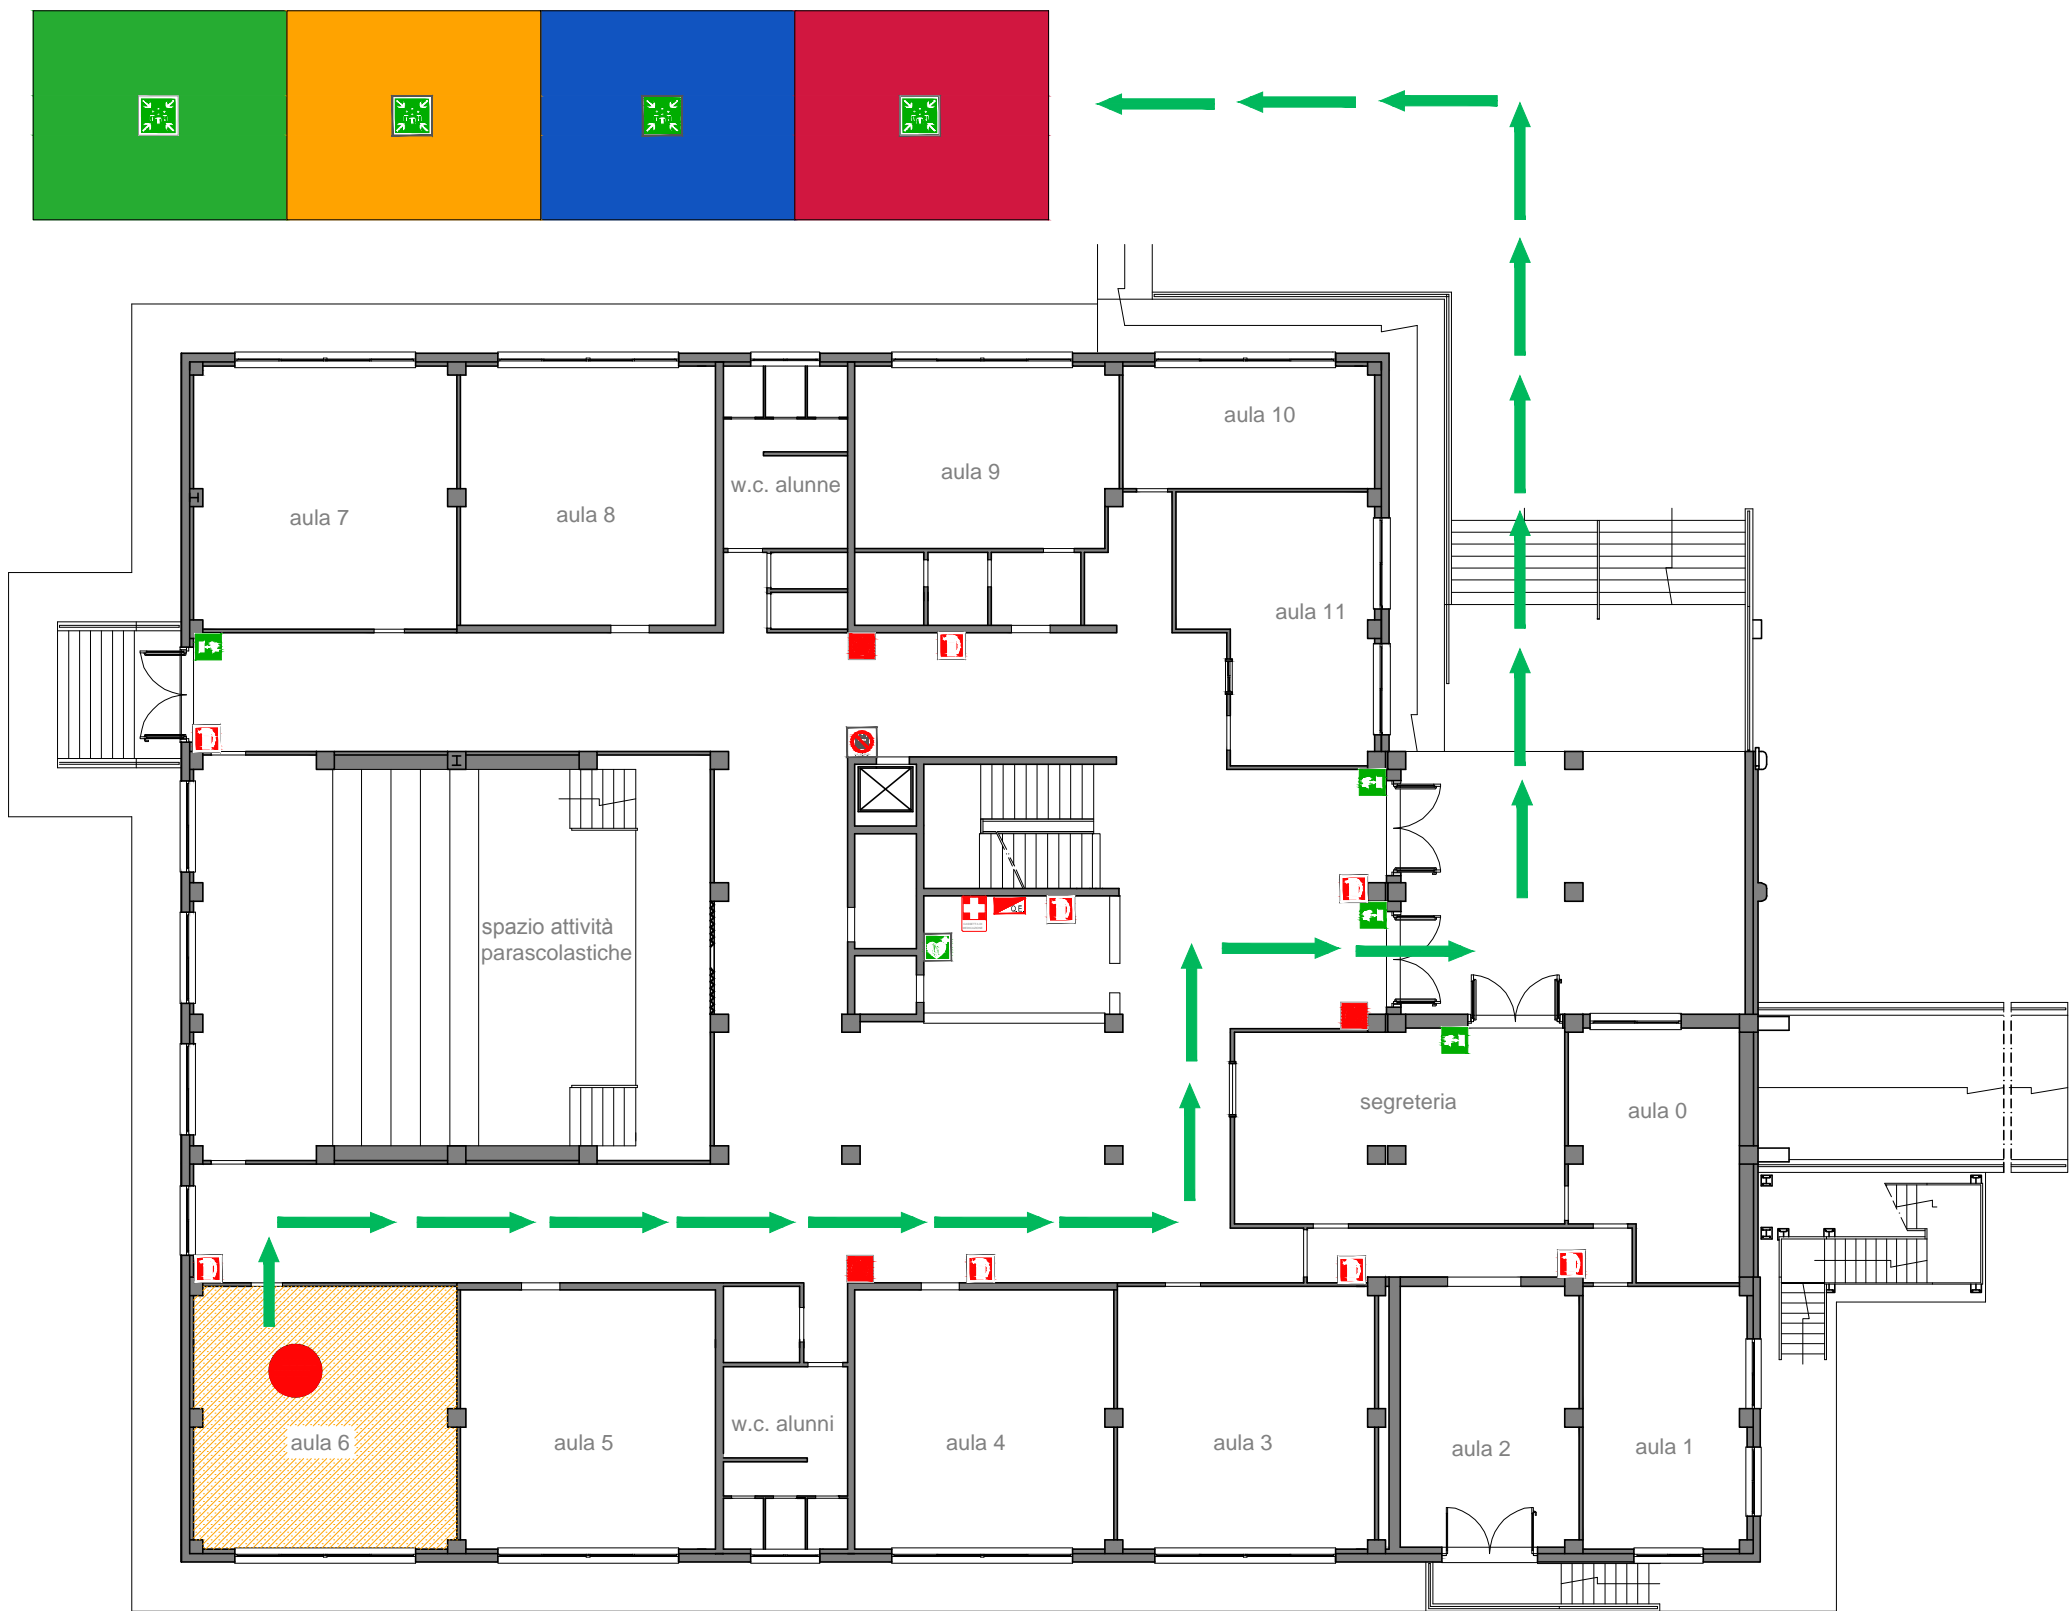 aula 10
aula 9
w.c. alunne
aula 7
aula 8
aula 11
Q.E.
spazio attività
parascolastiche
segreteria
aula 0
w.c. alunni
aula 6
aula 5
aula 4
aula 3
aula 2
aula 1